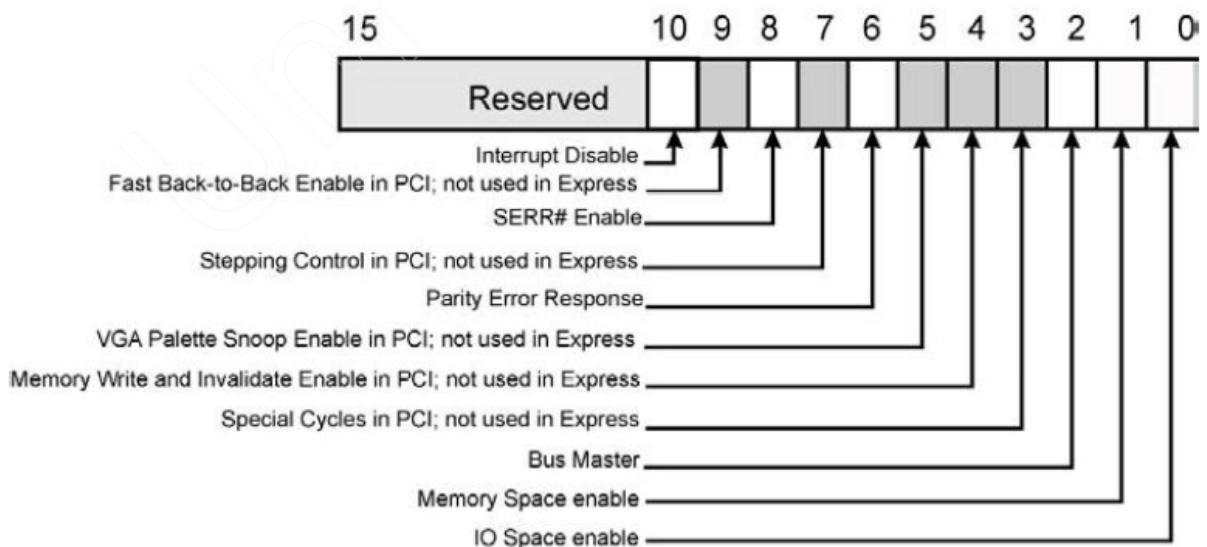 15 10 9 8 7 6 5 4 3 2 1 0
Reserved
Interrupt Disable
Fast Back-to-Back Enable in PCI; not used in Express
SERR# Enable
Stepping Control in PCI; not used in Express
Parity Error Response
VGA Palette Snoop Enable in PCI; not used in Express
Memory Write and Invalidate Enable in PCI; not used in Express
Special Cycles in PCI; not used in Express
Bus Master
Memory Space enable
IO Space enable